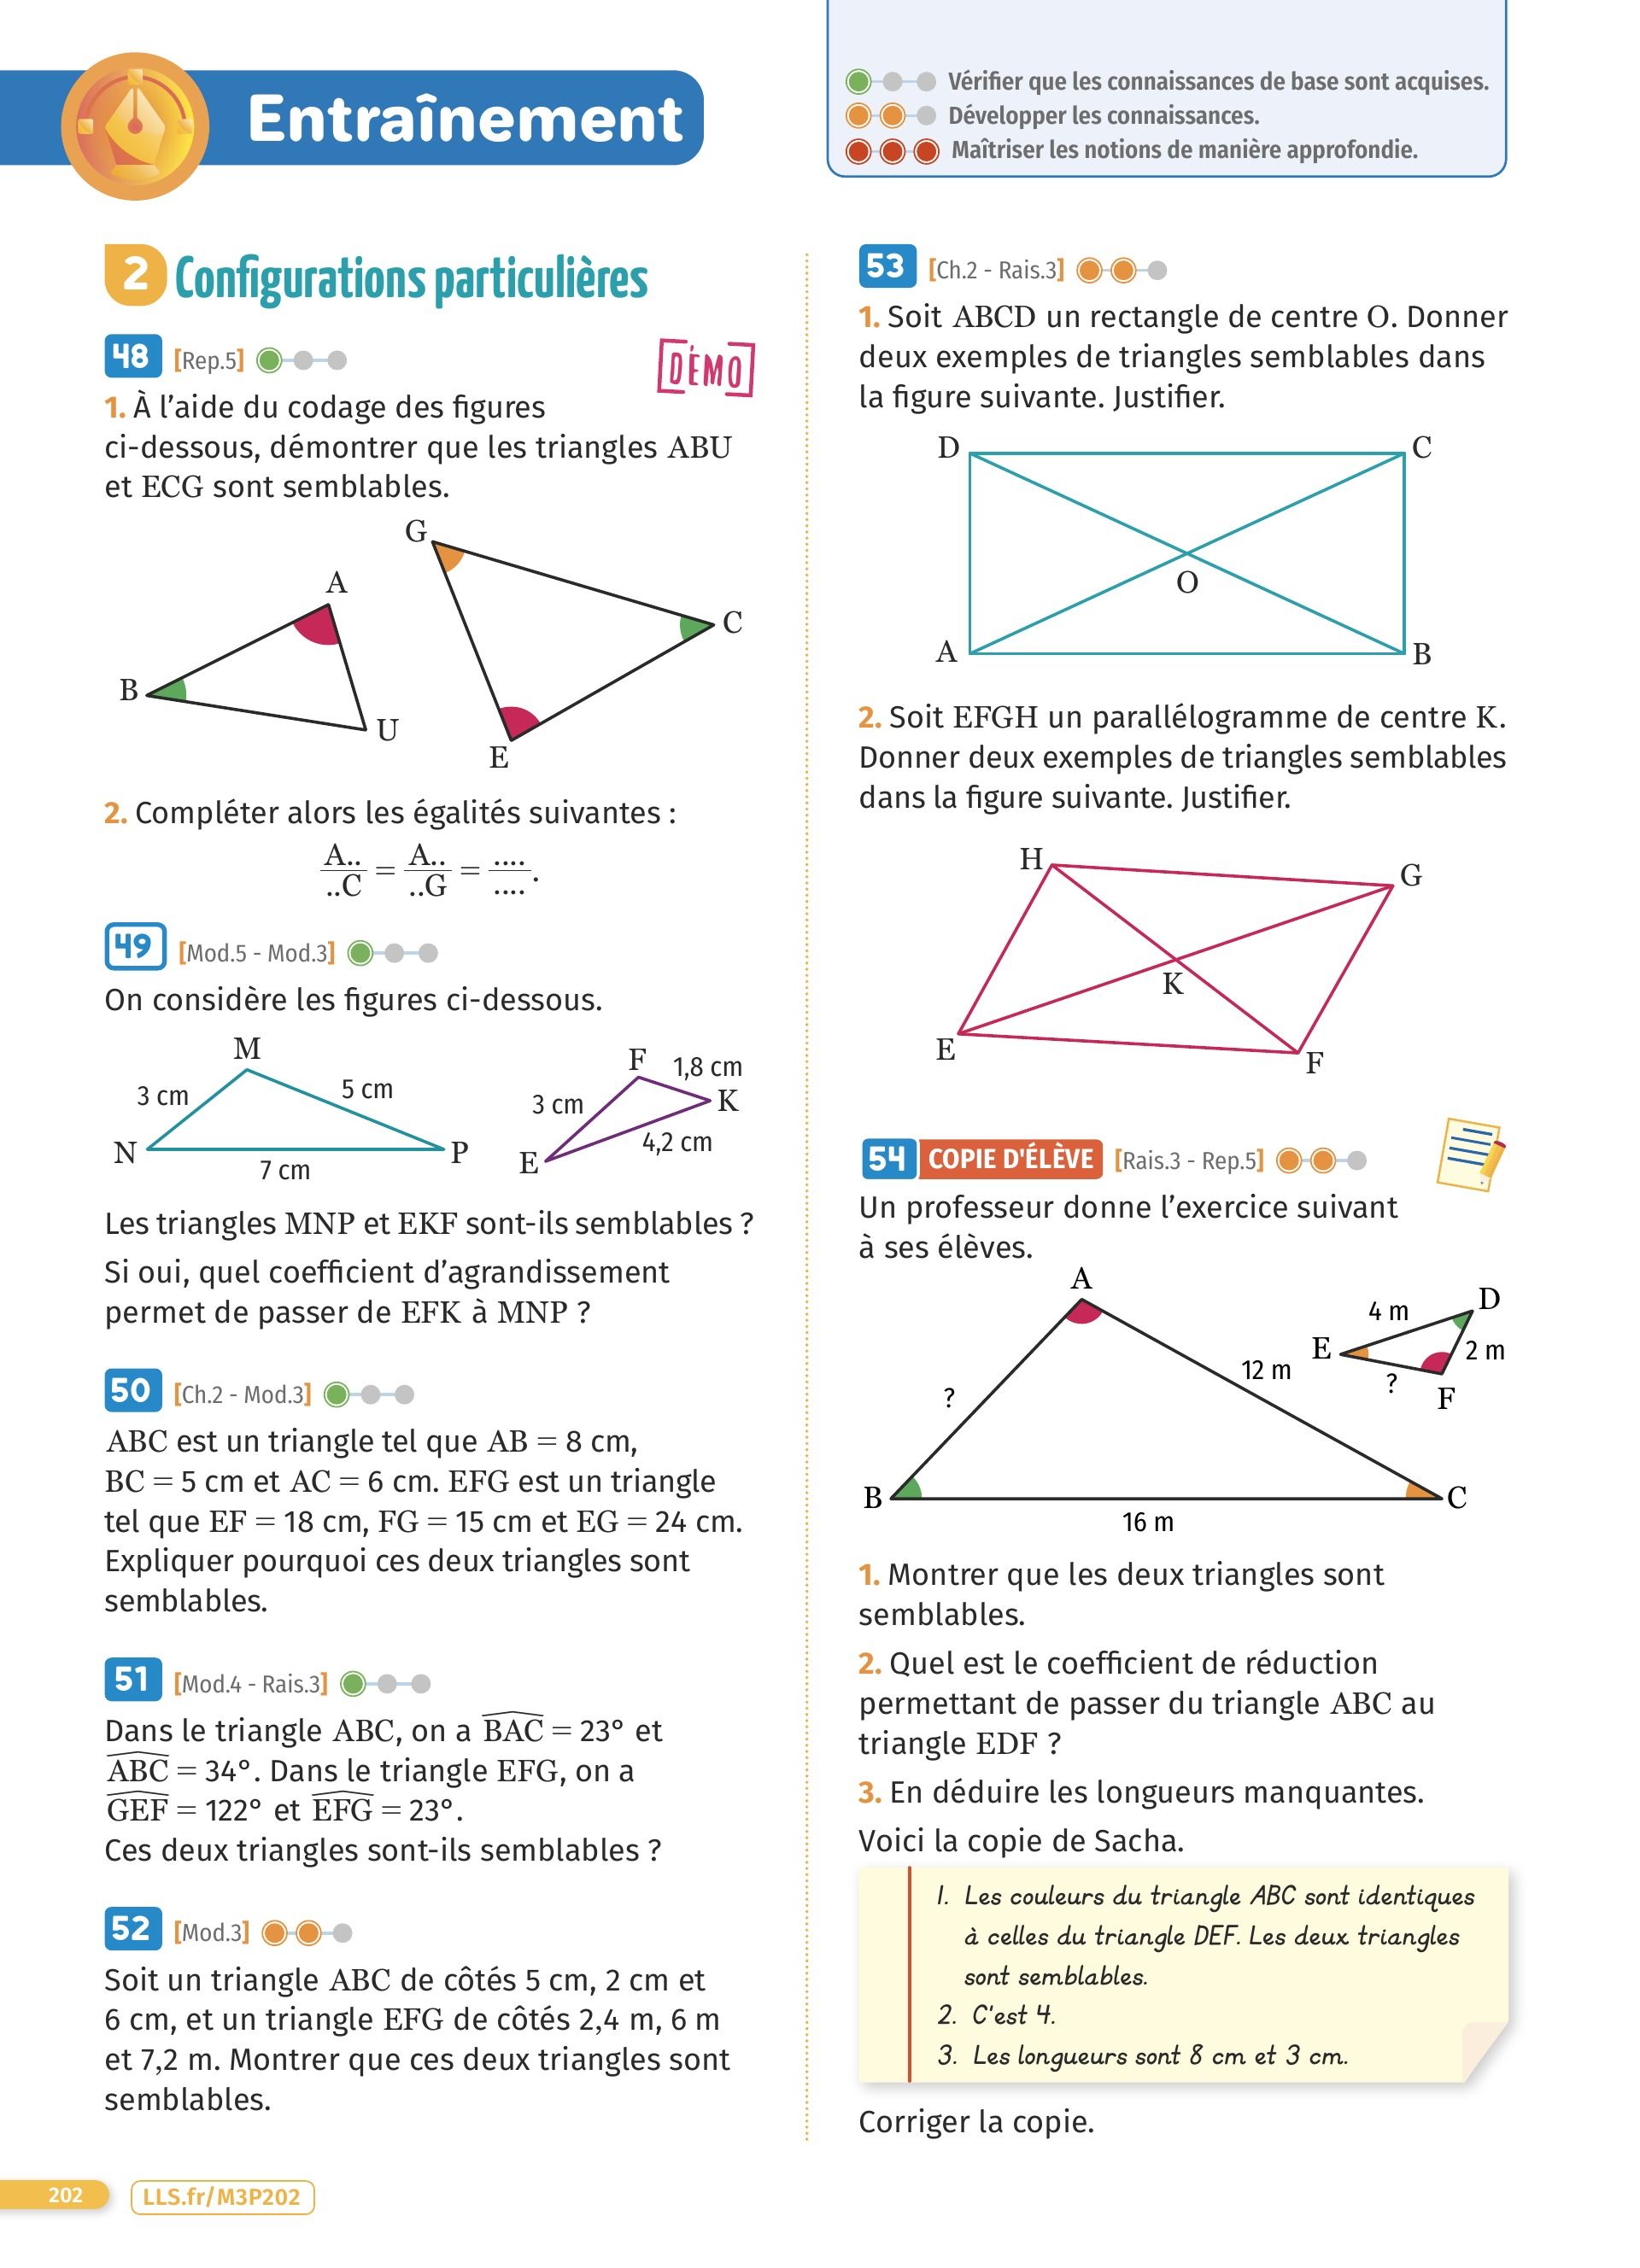 Entraînement
Vérifier que les connaissances de base sont acquises.
Développer les connaissances.
Maîtriser les notions de manière approfondie.
2 Configurations particulières
48 [Rep.5]
DÉMO
1. À l'aide du codage des figures
ci-dessous, démontrer que les triangles ABU
et ECG sont semblables.
G
A
C
B
U
E
2. Compléter alors les égalités suivantes :
A../..C = A../..G = ..../.....
49 [Mod.5 - Mod.3]
On considère les figures ci-dessous.
M
3 cm
5 cm
N
P
7 cm
F
1,8 cm
3 cm
K
4,2 cm
E
Les triangles MNP et EKF sont-ils semblables ?
Si oui, quel coefficient d'agrandissement
permet de passer de EFK à MNP ?
50 [Ch.2 - Mod.3]
ABC est un triangle tel que AB = 8 cm,
BC = 5 cm et AC = 6 cm. EFG est un triangle
tel que EF = 18 cm, FG = 15 cm et EG = 24 cm.
Expliquer pourquoi ces deux triangles sont
semblables.
51 [Mod.4 - Rais.3]
Dans le triangle ABC, on a BAC = 23° et
ABC = 34°. Dans le triangle EFG, on a
GEF = 122° et EFG = 23°.
Ces deux triangles sont-ils semblables ?
52 [Mod.3]
Soit un triangle ABC de côtés 5 cm, 2 cm et
6 cm, et un triangle EFG de côtés 2,4 m, 6 m
et 7,2 m. Montrer que ces deux triangles sont
semblables.
53 [Ch.2 - Rais.3]
1. Soit ABCD un rectangle de centre O. Donner
deux exemples de triangles semblables dans
la figure suivante. Justifier.
D
C
O
A
B
2. Soit EFGH un parallélogramme de centre K.
Donner deux exemples de triangles semblables
dans la figure suivante. Justifier.
H
G
K
E
F
54 COPIE D'ÉLÈVE [Rais.3 - Rep.5]
Un professeur donne l'exercice suivant
à ses élèves.
A
?
12 m
B
C
16 m
D
4 m
E
2 m
?
F
1. Montrer que les deux triangles sont
semblables.
2. Quel est le coefficient de réduction
permettant de passer du triangle ABC au
triangle EDF ?
3. En déduire les longueurs manquantes.
Voici la copie de Sacha.
1. Les couleurs du triangle ABC sont identiques
à celles du triangle DEF. Les deux triangles
sont semblables.
2. C'est 4.
3. Les longueurs sont 8 cm et 3 cm.
Corriger la copie.
202
LLS.fr/M3P202